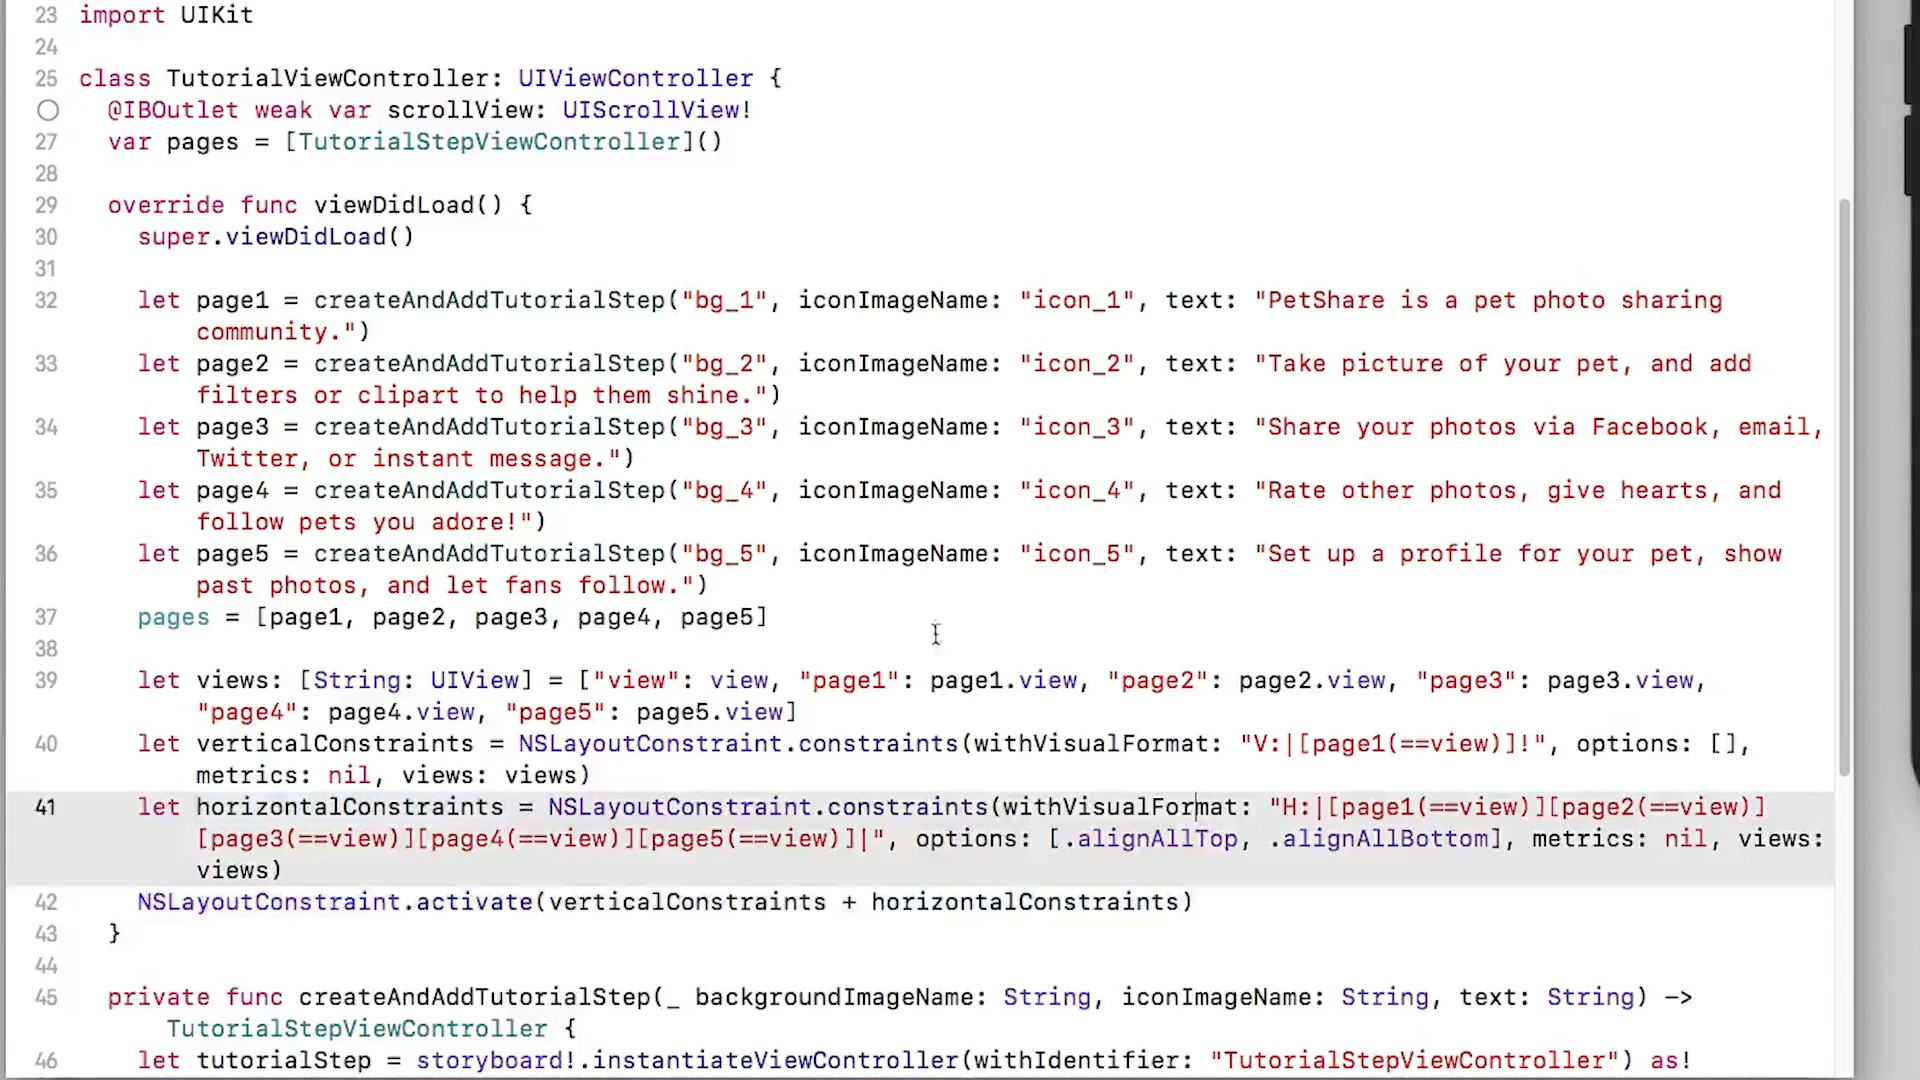 23 import UIKit
24
25 class TutorialViewController: UIViewController {
@IBOutlet weak var scrollView: UIScrollView!
27 var pages = [TutorialStepViewController]()
28
29 override func viewDidLoad() {
30 super.viewDidLoad()
31
32 let page1 = createAndAddTutorialStep("bg_1", iconImageName: "icon_1", text: "PetShare is a pet photo sharing
community.")
33 let page2 = createAndAddTutorialStep("bg_2", iconImageName: "icon_2", text: "Take picture of your pet, and add
filters or clipart to help them shine.")
34 let page3 = createAndAddTutorialStep("bg_3", iconImageName: "icon_3", text: "Share your photos via Facebook, email,
Twitter, or instant message.")
35 let page4 = createAndAddTutorialStep("bg_4", iconImageName: "icon_4", text: "Rate other photos, give hearts, and
follow pets you adore!")
36 let page5 = createAndAddTutorialStep("bg_5", iconImageName: "icon_5", text: "Set up a profile for your pet, show
past photos, and let fans follow.")
37 pages = [page1, page2, page3, page4, page5]
38
39 let views: [String: UIView] = ["view": view, "page1": page1.view, "page2": page2.view, "page3": page3.view,
"page4": page4.view, "page5": page5.view]
40 let verticalConstraints = NSLayoutConstraint.constraints(withVisualFormat: "V:|[page1(==view)]!", options: [],
metrics: nil, views: views)
41 let horizontalConstraints = NSLayoutConstraint.constraints(withVisualFormat: "H:|[page1(==view)][page2(==view)]
[page3(==view)][page4(==view)][page5(==view)]|", options: [.alignAllTop, .alignAllBottom], metrics: nil, views:
views)
42 NSLayoutConstraint.activate(verticalConstraints + horizontalConstraints)
43 }
44
45 private func createAndAddTutorialStep(_ backgroundImageName: String, iconImageName: String, text: String) ->
TutorialStepViewController {
46 let tutorialStep = storyboard!.instantiateViewController(withIdentifier: "TutorialStepViewController") as!